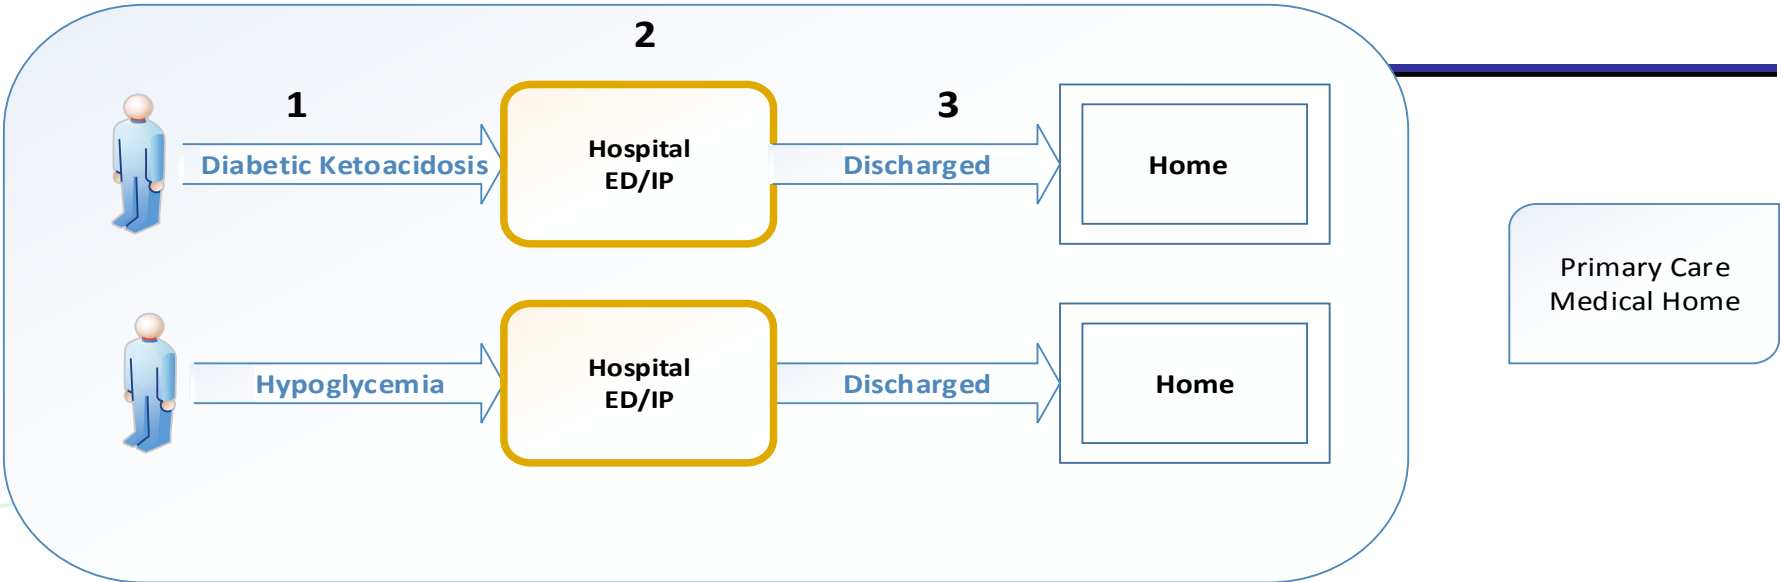 2
1
3
Diabetic Ketoacidosis
Hospital
ED/IP
Discharged
Home
Primary Care
Medical Home
Hypoglycemia
Hospital
ED/IP
Discharged
Home